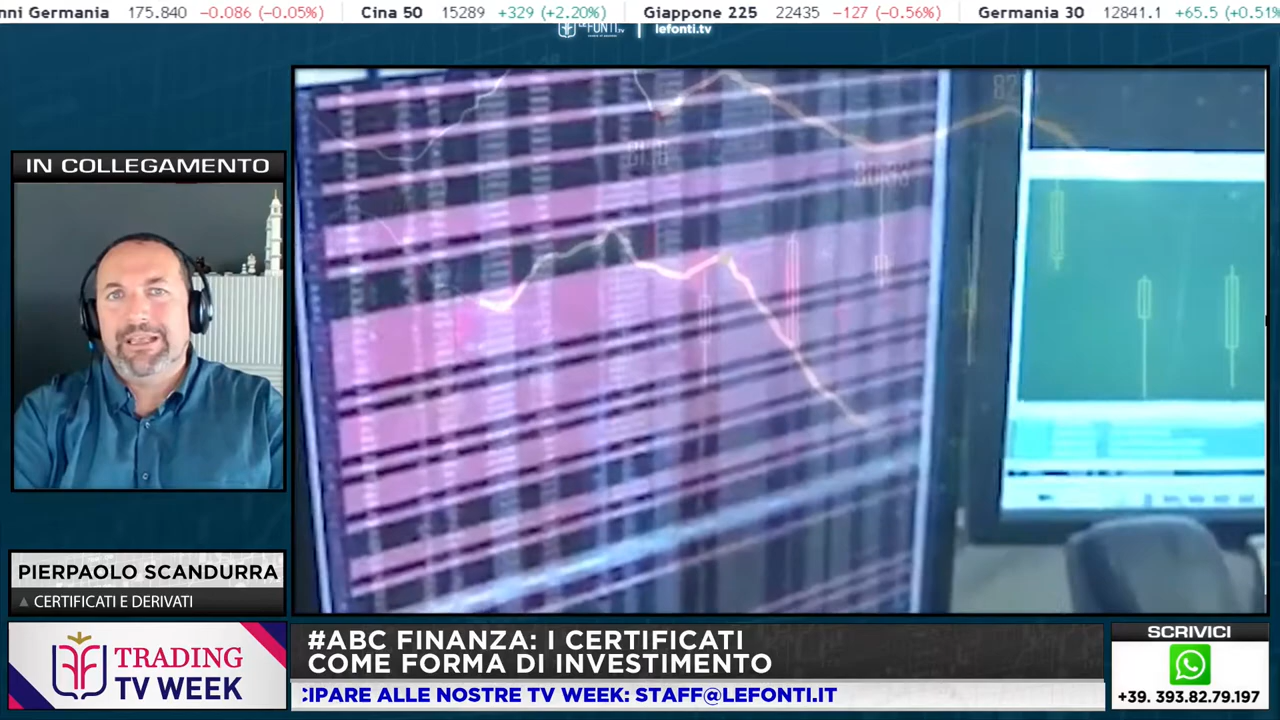 nni Germania 175.840 −0.086 (−0.05%) Cina 50 15289 +329 (+2.20%) Giappone 225 22435 −127 (−0.56%) Germania 30 12841.1 +65.5 (+0.51%
LEFONTI.TV lefonti.tv
IN COLLEGAMENTO
PIERPAOLO SCANDURRA
CERTIFICATI E DERIVATI
TRADING
TV WEEK
#ABC FINANZA: I CERTIFICATI
COME FORMA DI INVESTIMENTO
CIPARE ALLE NOSTRE TV WEEK: STAFF@LEFONTI.IT
SCRIVICI
+39. 393.82.79.197